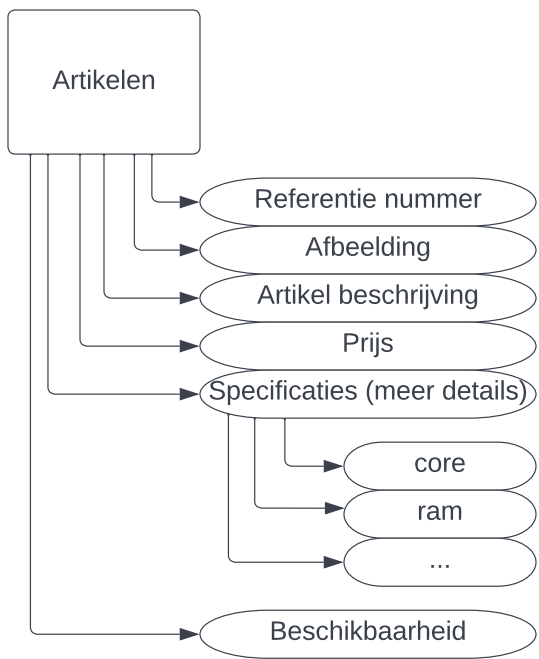 Artikelen
Referentie nummer
Afbeelding
Artikel beschrijving
Prijs
Specificaties (meer details)
core
ram
...
Beschikbaarheid